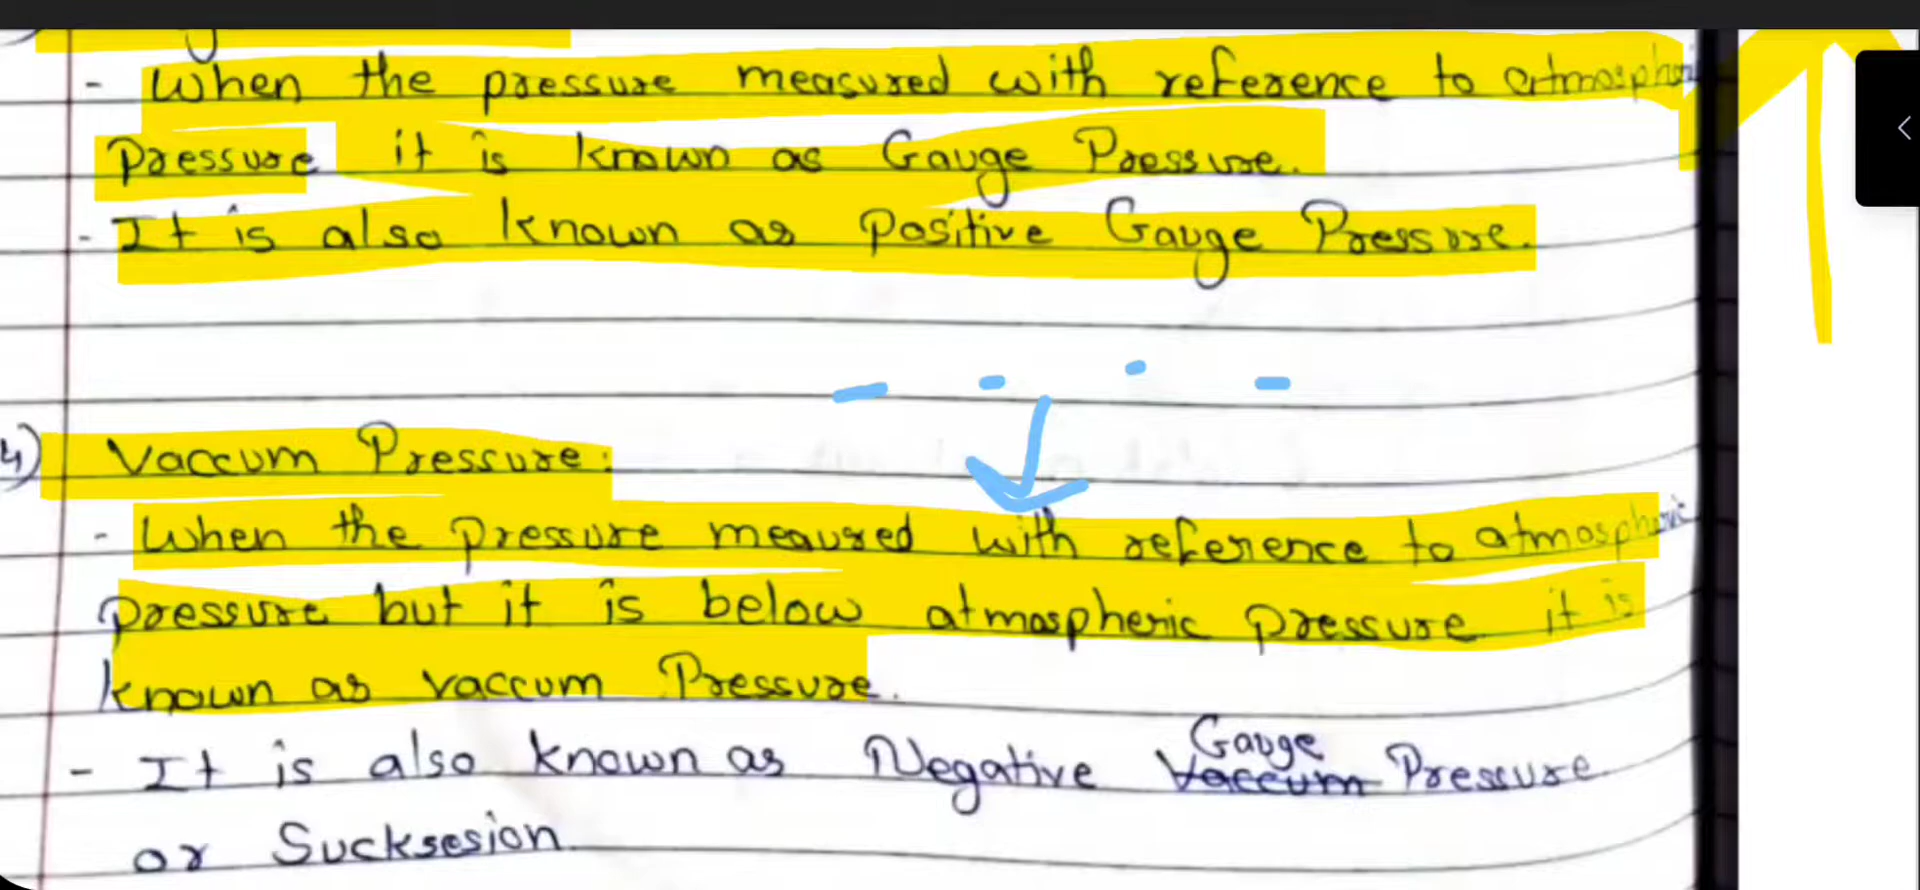 - When the pressure measured with reference to atmospheric
Pressure it is known as Gauge Pressure.
- It is also known as Positive Gauge Pressure.
4) Vaccum Pressure:
- When the pressure meaured with reference to atmospheric
pressure but it is below atmospheric pressure it is
known as vaccum Pressure.
Gauge
- It is also known as Negative Vaccum Pressure
or Sucksesion.